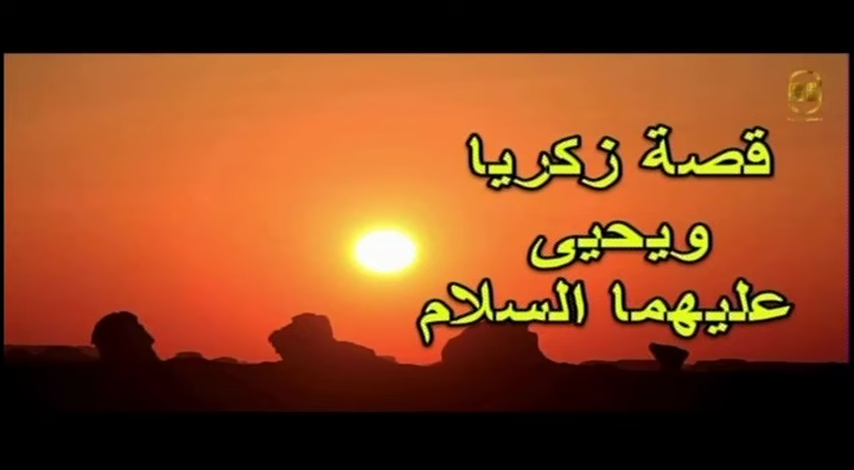 قصة زكريا
ويحيى
عليهما السلام